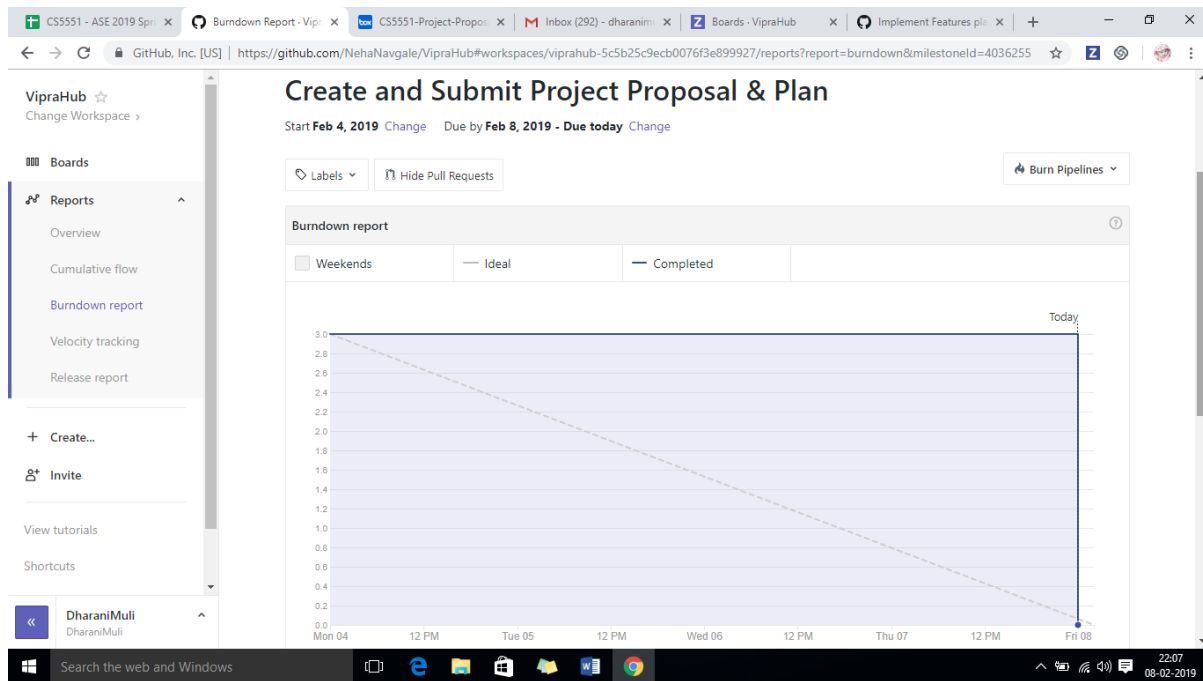 CS5551 - ASE 2019 Spri
Burndown Report · Vipr
CS5551-Project-Propos
Inbox (292) - dharanimu
Boards · VipraHub
Implement Features pla
GitHub, Inc. [US] | https://github.com/NehaNavgale/VipraHub#workspaces/viprahub-5c5b25c9ecb0076f3e899927/reports?report=burndown&milestoneId=4036255
VipraHub
Change Workspace >
Boards
Reports
Overview
Cumulative flow
Burndown report
Velocity tracking
Release report
+ Create...
Invite
View tutorials
Shortcuts
« DharaniMuli
DharaniMuli
Create and Submit Project Proposal & Plan
Start Feb 4, 2019 Change Due by Feb 8, 2019 - Due today Change
Labels Hide Pull Requests Burn Pipelines
Burndown report
Weekends Ideal Completed
Today
3.0
2.8
2.6
2.4
2.2
2.0
1.8
1.6
1.4
1.2
1.0
0.8
0.6
0.4
0.2
0.0
Mon 04 12 PM Tue 05 12 PM Wed 06 12 PM Thu 07 12 PM Fri 08
Search the web and Windows
22:07
08-02-2019